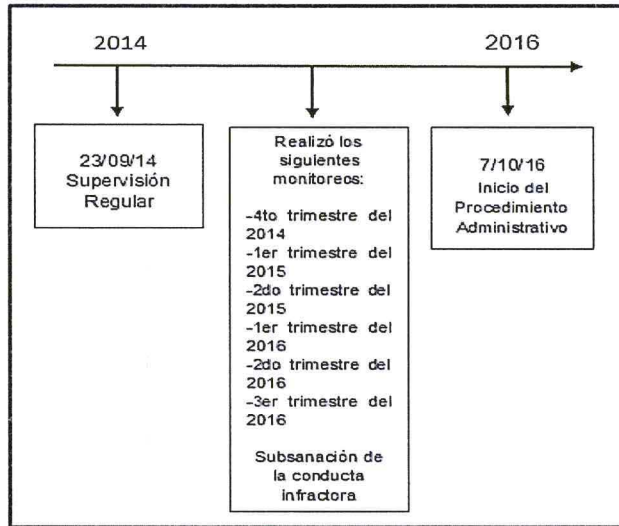 2014
2016
23/09/14
Supervisión
Regular
Realizó los
siguientes
monitoreos:
-4to trimestre del
2014
-1er trimestre del
2015
-2do trimestre del
2015
-1er trimestre del
2016
-2do trimestre del
2016
-3er trimestre del
2016
Subsanación de
la conducta
infractora
7/10/16
Inicio del
Procedimiento
Administrativo